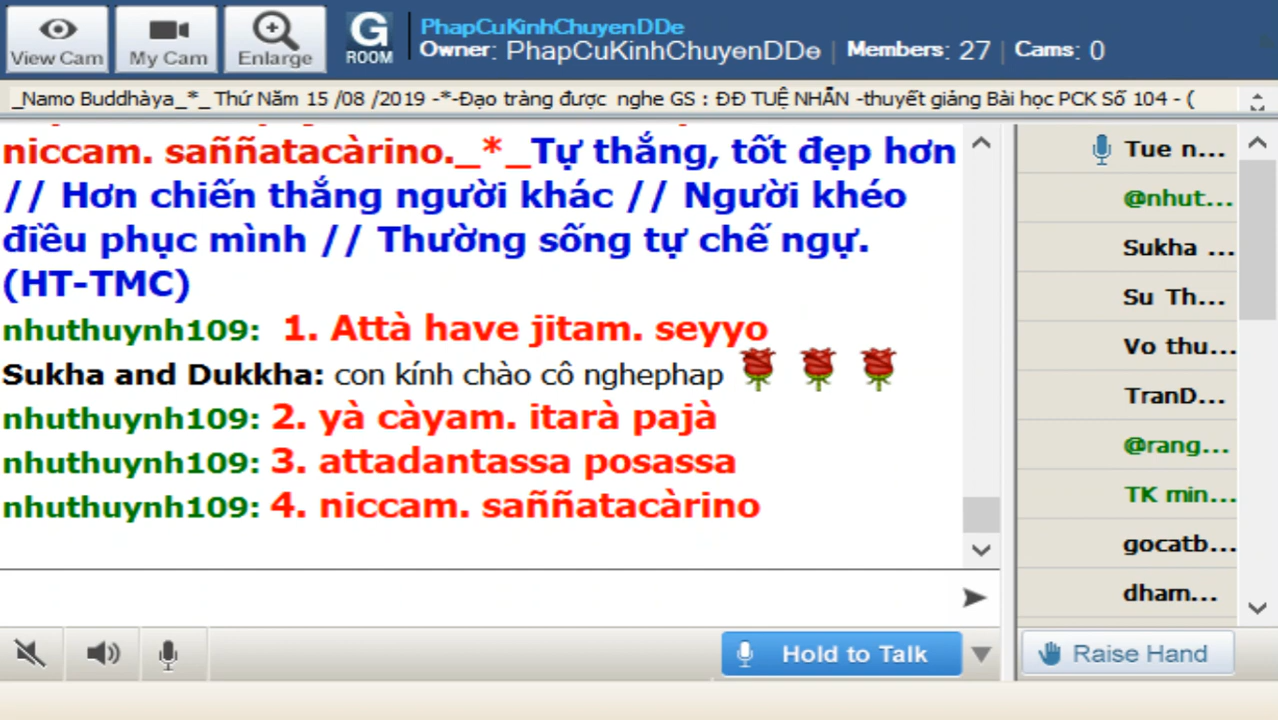 View Cam
My Cam
Enlarge
G
ROOM
PhapCuKinhChuyenDDe
Owner: PhapCuKinhChuyenDDe | Members: 27 | Cams: 0
_Namo Buddhàya_*_ Thứ Năm 15 /08 /2019 -*-Đạo tràng được nghe GS : ĐĐ TUỆ NHẪN -thuyết giảng Bài học PCK Số 104 - (
niccam. saññatacàrino._*_Tự thắng, tốt đẹp hơn
// Hơn chiến thắng người khác // Người khéo
điều phục mình // Thường sống tự chế ngự.
(HT-TMC)
nhuthuynh109: 1. Attà have jitam. seyyo
Sukha and Dukkha: con kính chào cô nghephap
nhuthuynh109: 2. yà càyam. itarà pajà
nhuthuynh109: 3. attadantassa posassa
nhuthuynh109: 4. niccam. saññatacàrino
Tue n...
@nhut...
Sukha ...
Su Th...
Vo thu...
TranD...
@rang...
TK min...
gocatb...
dham...
Hold to Talk
Raise Hand